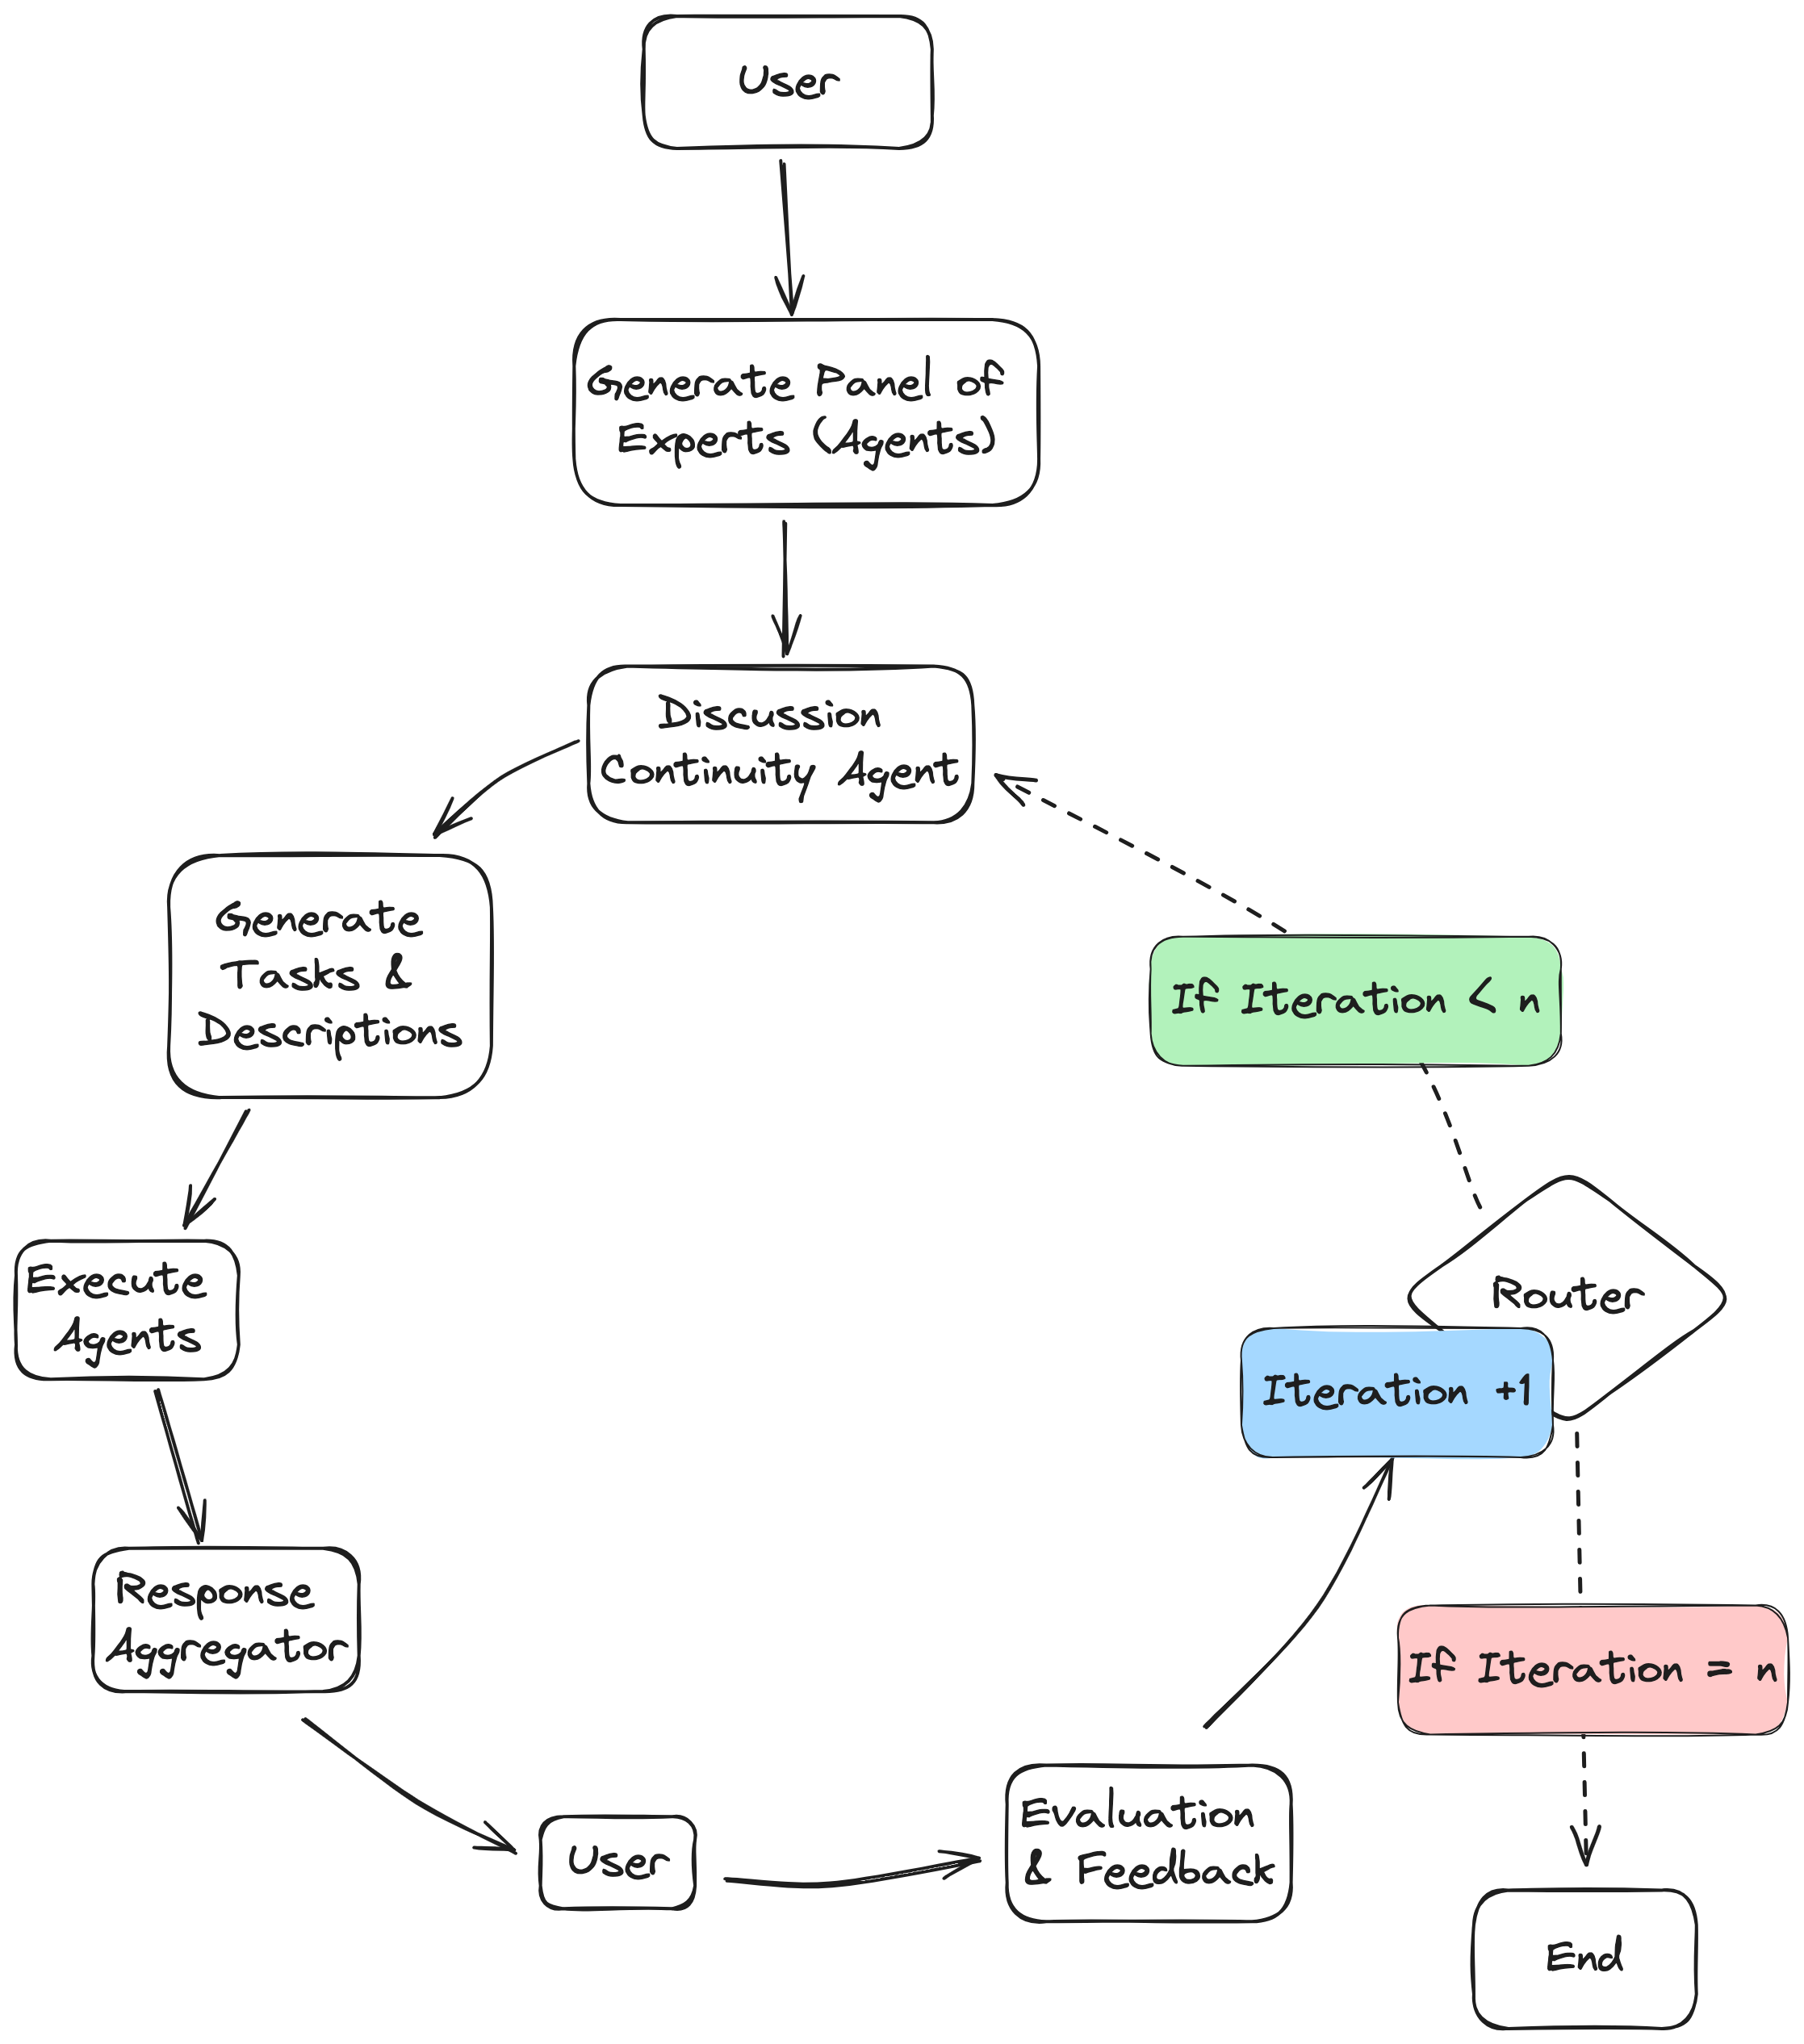 User
Generate Panel of
Experts (Agents)
Discussion
Continuity Agent
Generate
Tasks &
Descriptions
If Iteration < n
Execute
Agents
Router
Iteration +1
Response
Aggregator
If Iteration = n
User
Evaluation
& Feedback
End